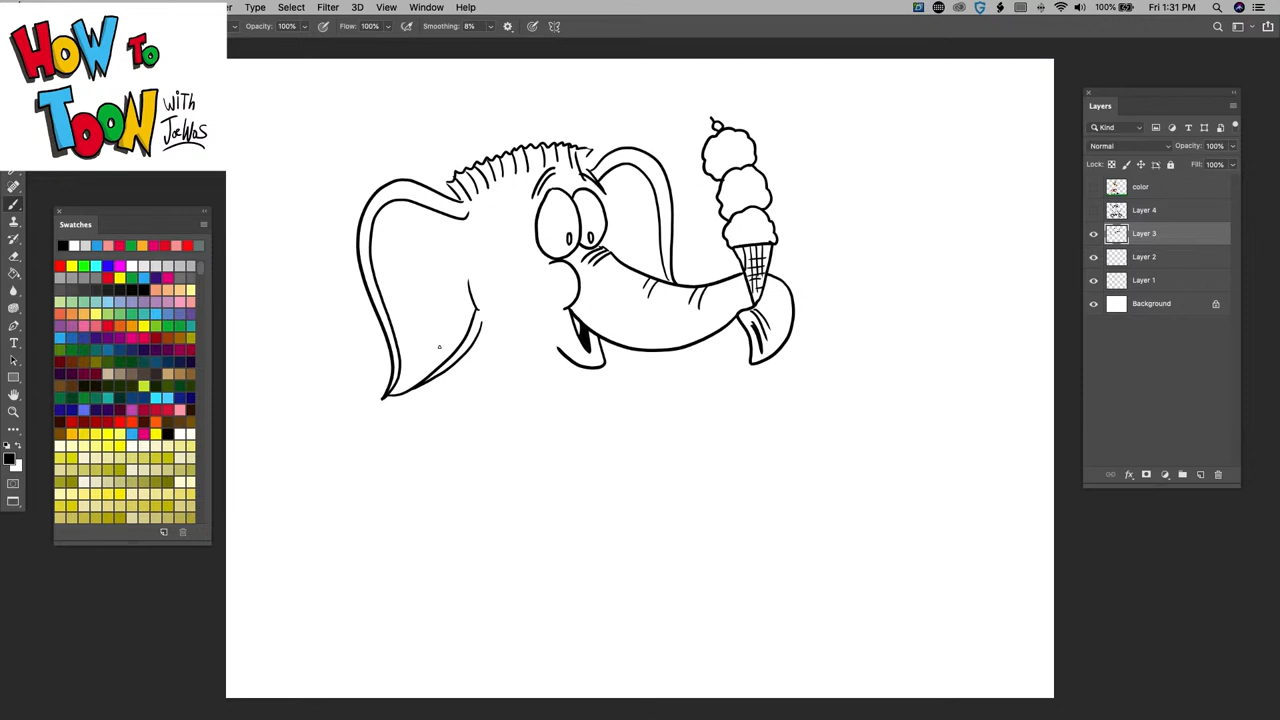 HOW TO
TOON
WITH
JOE WOS
Type Select Filter 3D View Window Help
100% Fri 1:31 PM
Opacity: 100% Flow: 100% Smoothing: 8%
Swatches
Layers
Kind
Normal Opacity: 100%
Lock: Fill: 100%
color
Layer 4
Layer 3
Layer 2
Layer 1
Background